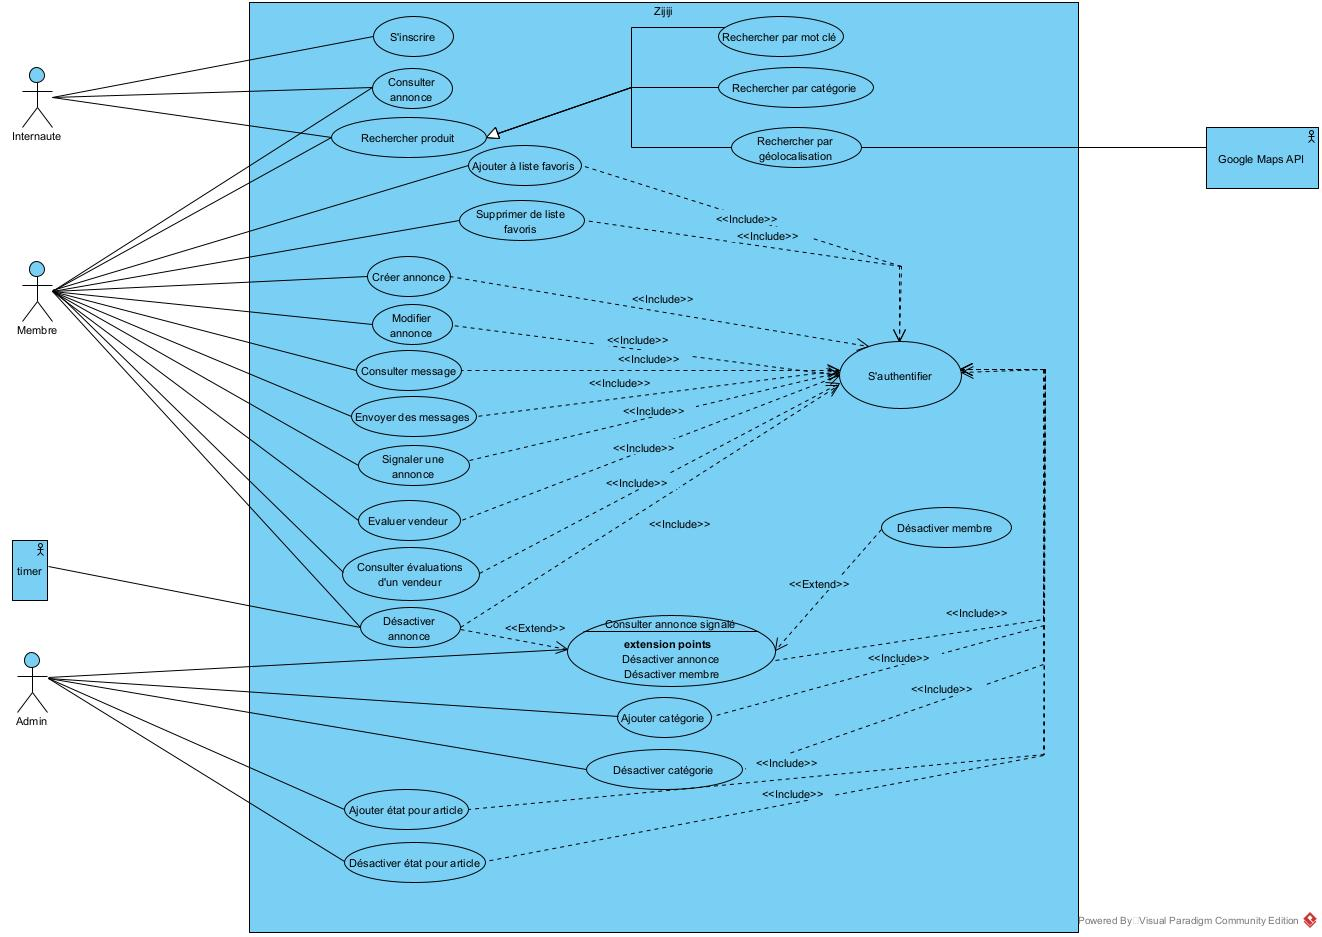 Zijiji
S'inscrire
Rechercher par mot clé
Consulter
annonce
Rechercher par catégorie
Internaute
Rechercher produit
Rechercher par
géolocalisation
Google Maps API
Ajouter à liste favoris
Supprimer de liste
favoris
<<Include>>
<<Include>>
Créer annonce
<<Include>>
Membre
Modifier
annonce
<<Include>>
<<Include>>
Consulter message
<<Include>>
S'authentifier
Envoyer des messages
<<Include>>
Signaler une
annonce
<<Include>>
<<Include>>
Evaluer vendeur
<<Include>>
Désactiver membre
timer
Consulter évaluations
d'un vendeur
<<Extend>>
Désactiver
annonce
<<Extend>>
Consulter annonce signalé
extension points
Désactiver annonce
Désactiver membre
<<Include>>
<<Include>>
<<Include>>
Admin
Ajouter catégorie
Désactiver catégorie
<<Include>>
<<Include>>
Ajouter état pour article
Désactiver état pour article
Powered By Visual Paradigm Community Edition